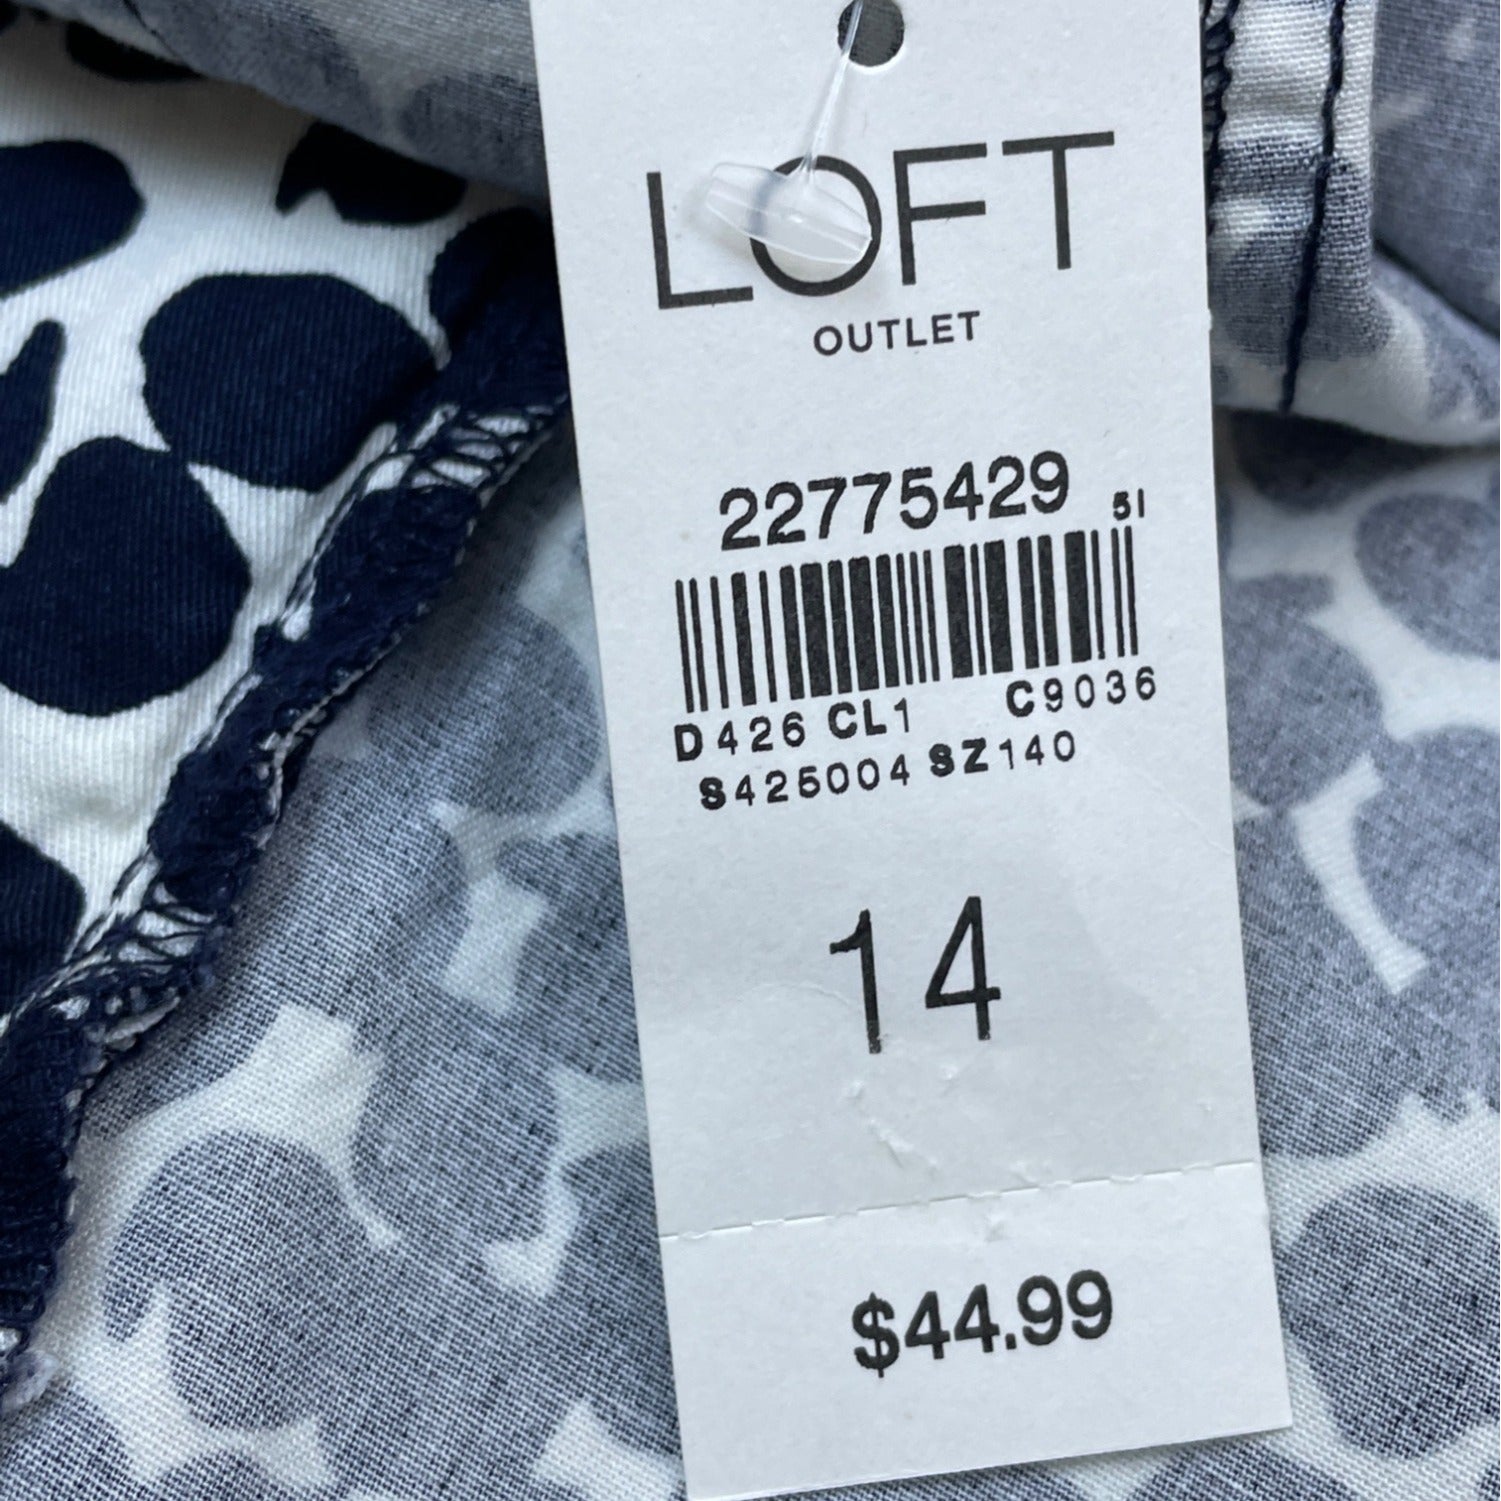 LOFT
OUTLET
22775429 51
D426 CL1 C9036
S425004 SZ140
14
$44.99